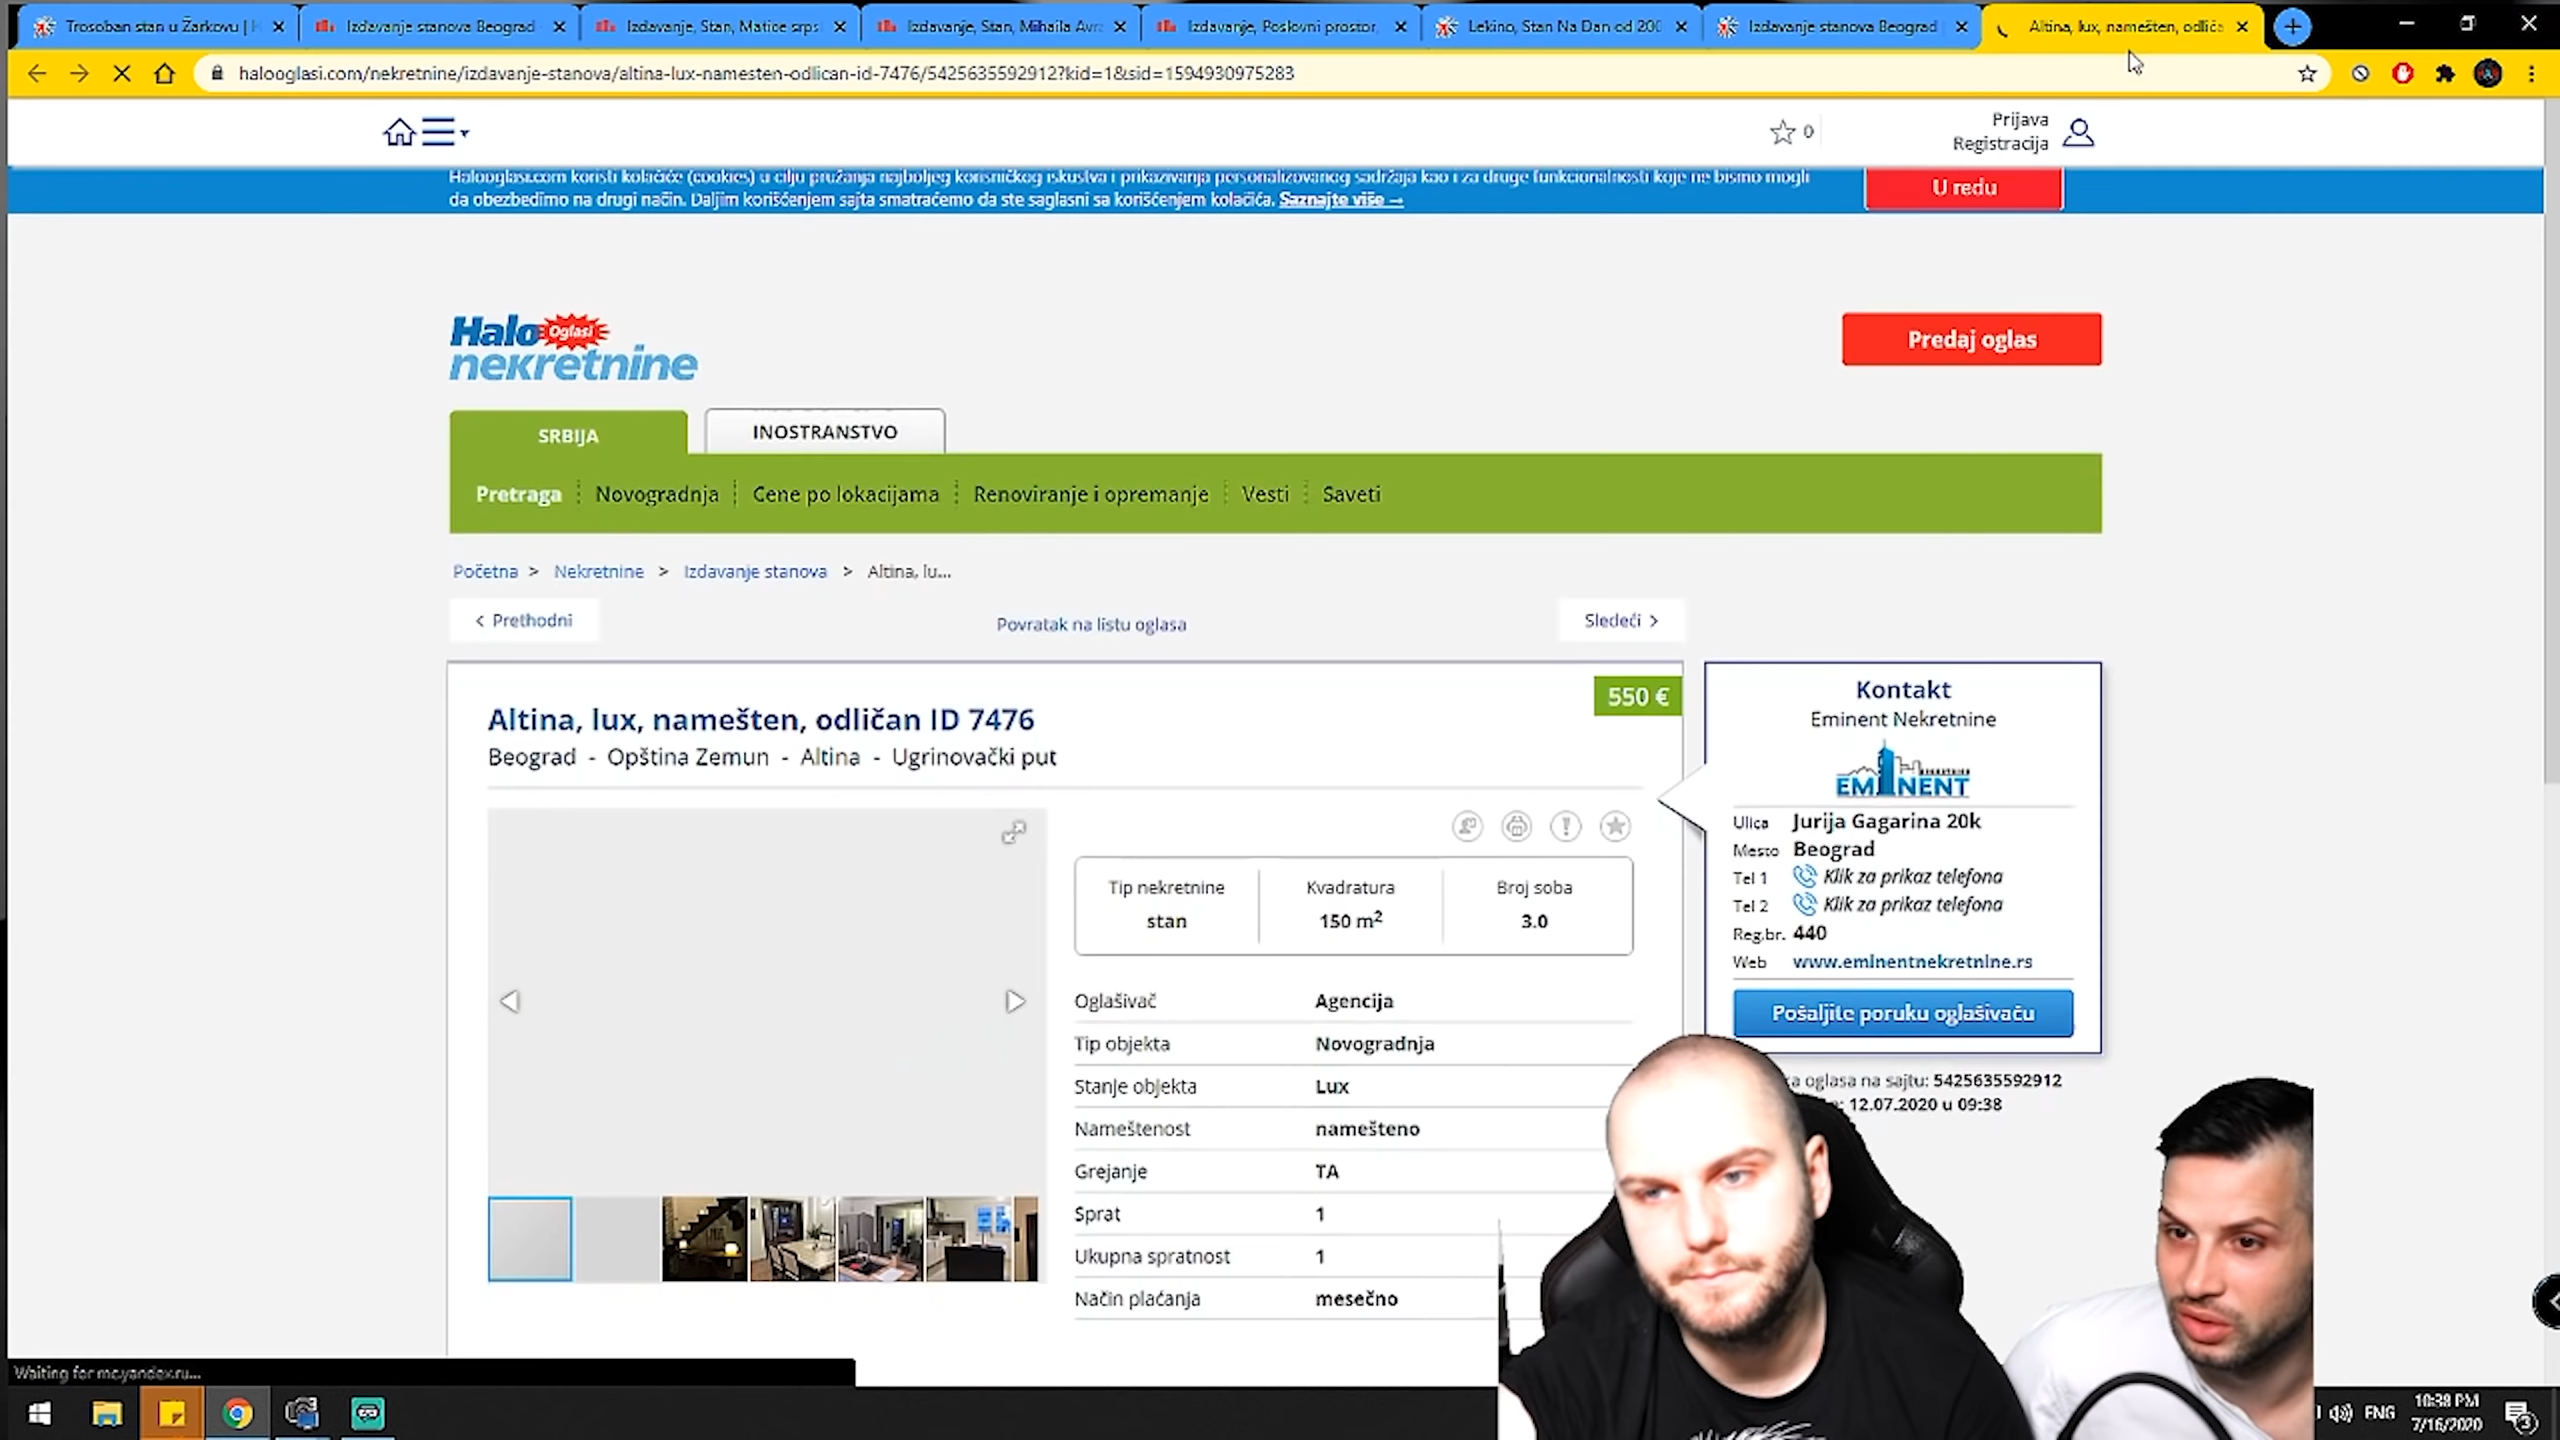 Trosoban stan u Žarkovu | H
Izdavanje stanova Beograd
Izdavanje, Stan, Matice srps
Izdavanje, Stan, Mihaila Avra
Izdavanje, Poslovni prostor,
Lekino, Stan Na Dan od 200
Izdavanje stanova Beograd |
Altina, lux, namešten, odliča
halooglasi.com/nekretnine/izdavanje-stanova/altina-lux-namesten-odlican-id-7476/5425635592912?kid=1&sid=1594930975283
0
Prijava
Registracija
Halooglasi.com koristi kolačiće (cookies) u cilju pružanja najboljeg korisničkog iskustva i prikazivanja personalizovanog sadržaja kao i za druge funkcionalnosti koje ne bismo mogli
da obezbedimo na drugi način. Daljim korišćenjem sajta smatraćemo da ste saglasni sa korišćenjem kolačića. Saznajte više →
U redu
Halo Oglasi
nekretnine
Predaj oglas
SRBIJA
INOSTRANSTVO
Pretraga
Novogradnja
Cene po lokacijama
Renoviranje i opremanje
Vesti
Saveti
Početna > Nekretnine > Izdavanje stanova > Altina, lu...
< Prethodni
Povratak na listu oglasa
Sledeći >
550 €
Altina, lux, namešten, odličan ID 7476
Beograd - Opština Zemun - Altina - Ugrinovački put
Tip nekretnine
stan
Kvadratura
150 m²
Broj soba
3.0
Oglašivač Agencija
Tip objekta Novogradnja
Stanje objekta Lux
Nameštenost namešteno
Grejanje TA
Sprat 1
Ukupna spratnost 1
Način plaćanja mesečno
Kontakt
Eminent Nekretnine
EMINENT
Ulica Jurija Gagarina 20k
Mesto Beograd
Tel 1 Klik za prikaz telefona
Tel 2 Klik za prikaz telefona
Reg.br. 440
Web www.eminentnekretnine.rs
Pošaljite poruku oglašivaču
a oglasa na sajtu: 5425635592912
: 12.07.2020 u 09:38
Waiting for mc.yandex.ru...
ENG
10:38 PM
7/16/2020
3